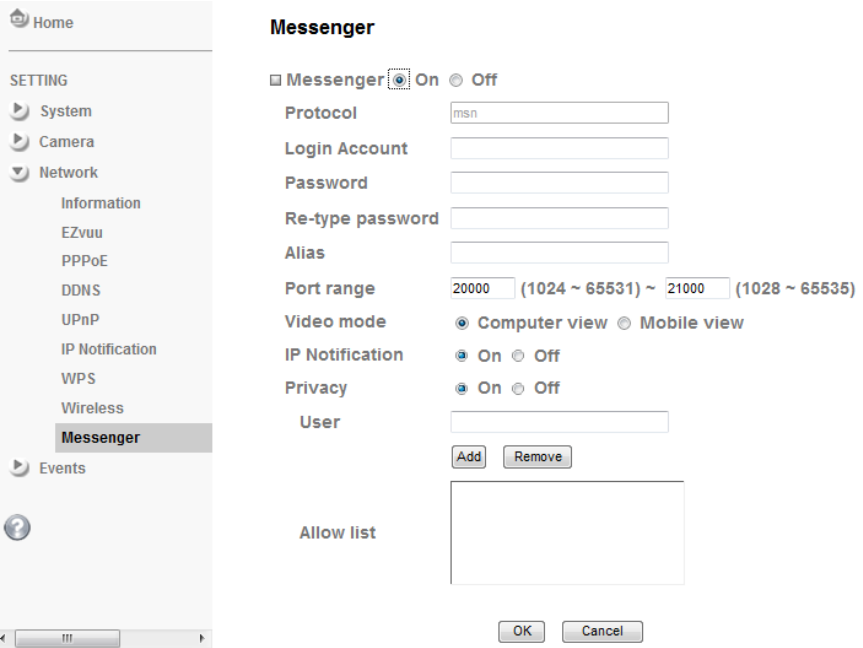 Home
SETTING
System
Camera
Network
Information
EZvuu
PPPoE
DDNS
UPnP
IP Notification
WPS
Wireless
Messenger
Events
?
Messenger
Messenger On Off
Protocol msn
Login Account
Password
Re-type password
Alias
Port range 20000 (1024 ~ 65531) ~ 21000 (1028 ~ 65535)
Video mode Computer view Mobile view
IP Notification On Off
Privacy On Off
User
Add Remove
Allow list
OK Cancel